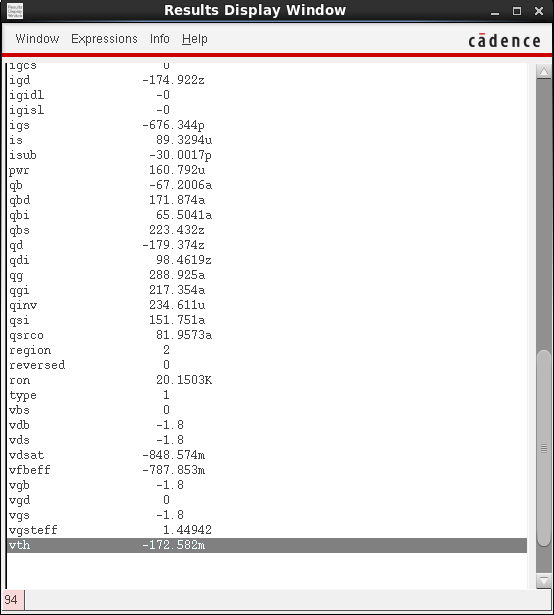 Results Display Window
Window Expressions Info Help
cādence
igcs 0
igd -174.922z
igidl -0
igisl -0
igs -676.344p
is 89.3294u
isub -30.0017p
pwr 160.792u
qb -67.2006a
qbd 171.874a
qbi 65.5041a
qbs 223.432z
qd -179.374z
qdi 98.4619z
qg 288.925a
qgi 217.354a
qinv 234.611u
qsi 151.751a
qsrco 81.9573a
region 2
reversed 0
ron 20.1503K
type 1
vbs 0
vdb -1.8
vds -1.8
vdsat -848.574m
vfbeff -787.853m
vgb -1.8
vgd 0
vgs -1.8
vgsteff 1.44942
vth -172.582m
94